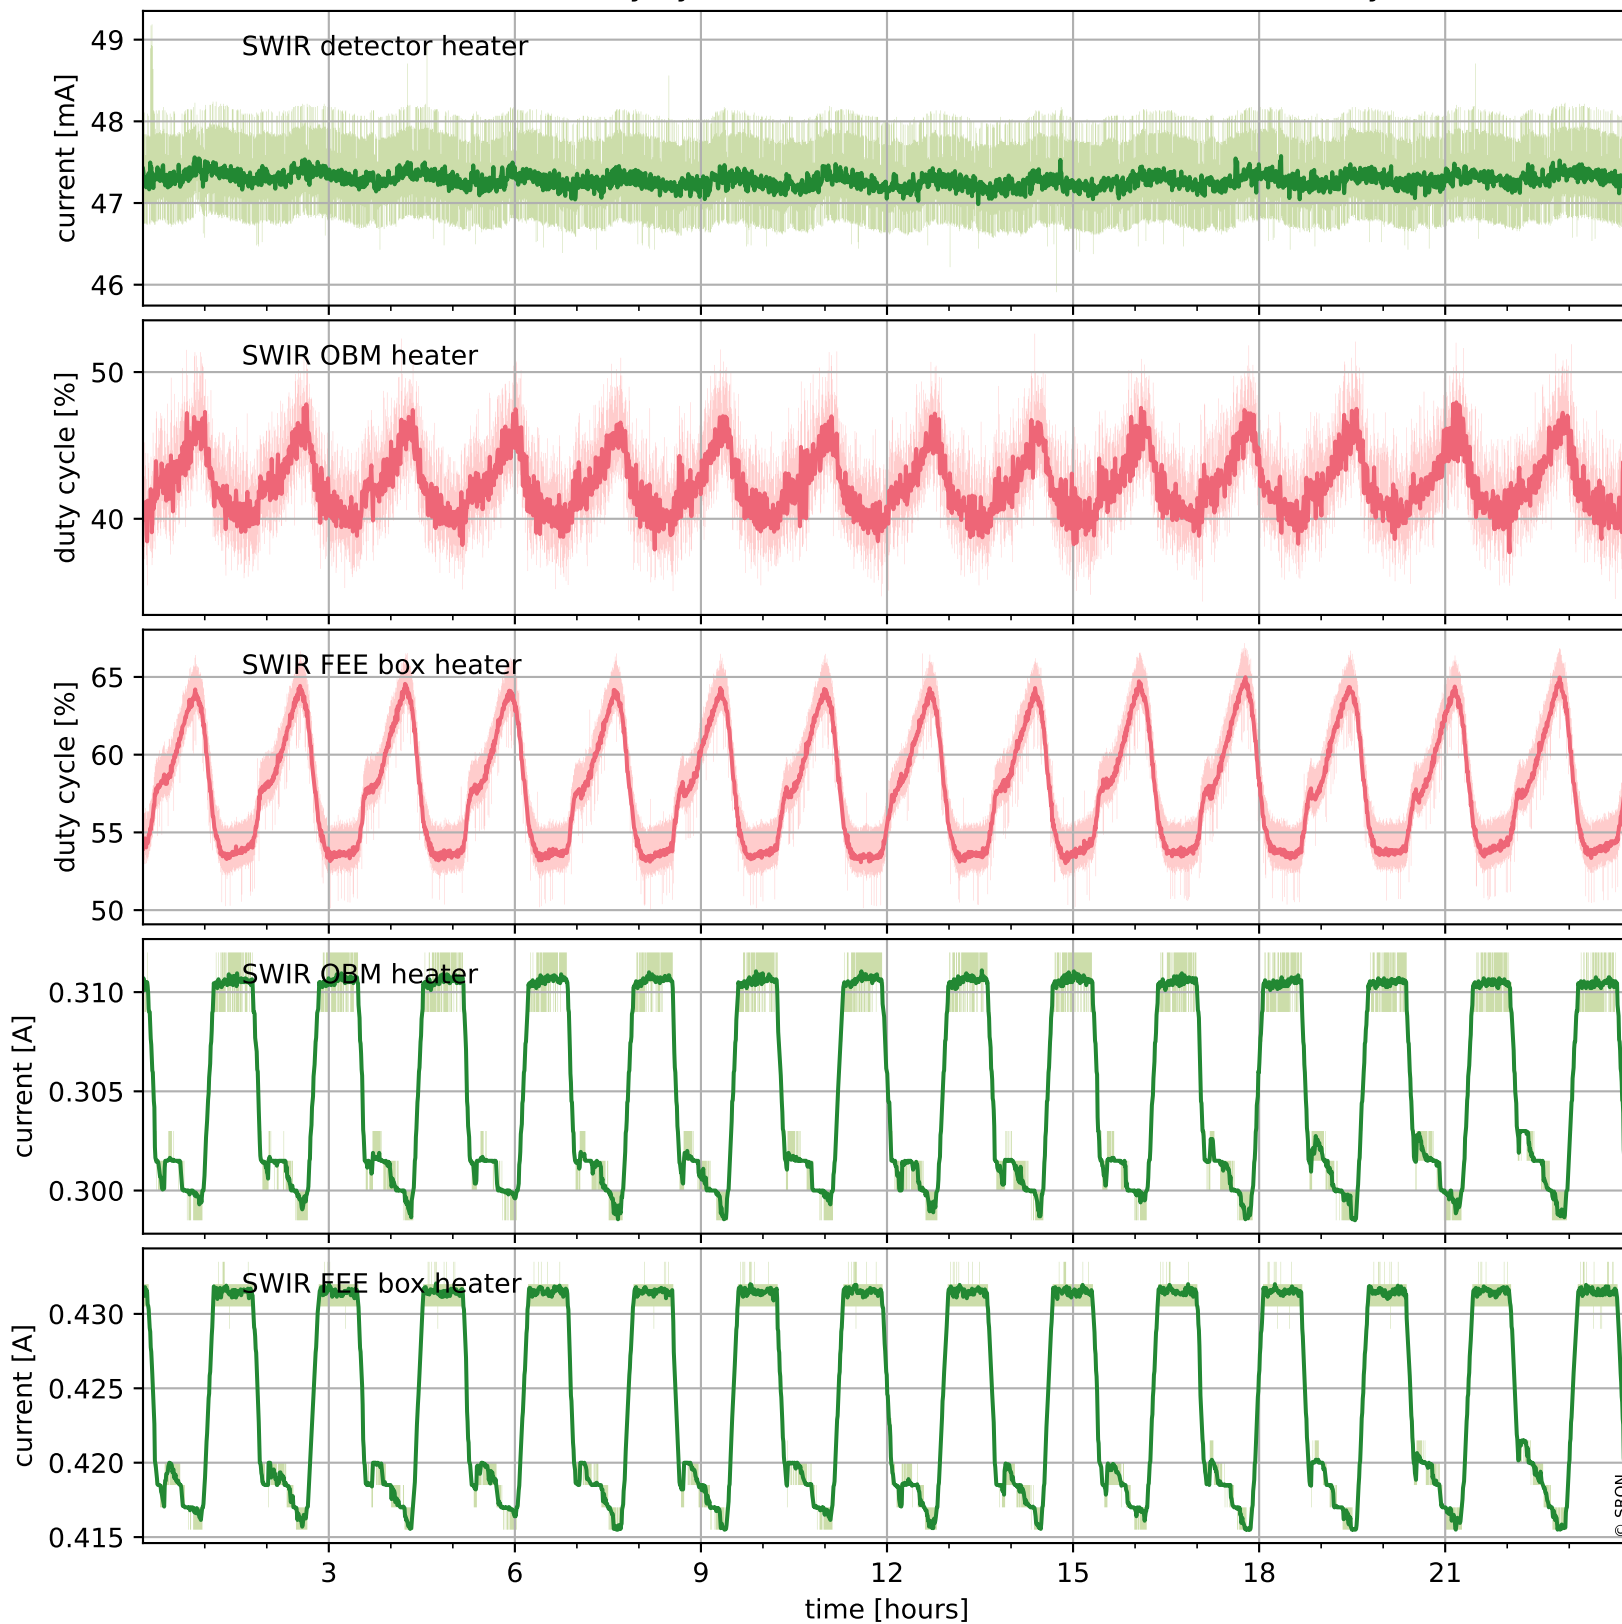 SWIR detector heater
current [mA]
49
48
47
46
SWIR OBM heater
duty cycle [%]
50
40
SWIR FEE box heater
duty cycle [%]
65
60
55
50
SWIR OBM heater
current [A]
0.310
0.305
0.300
SWIR FEE box heater
current [A]
0.430
0.425
0.420
0.415
3 6 9 12 15 18 21
time [hours]
© SRON